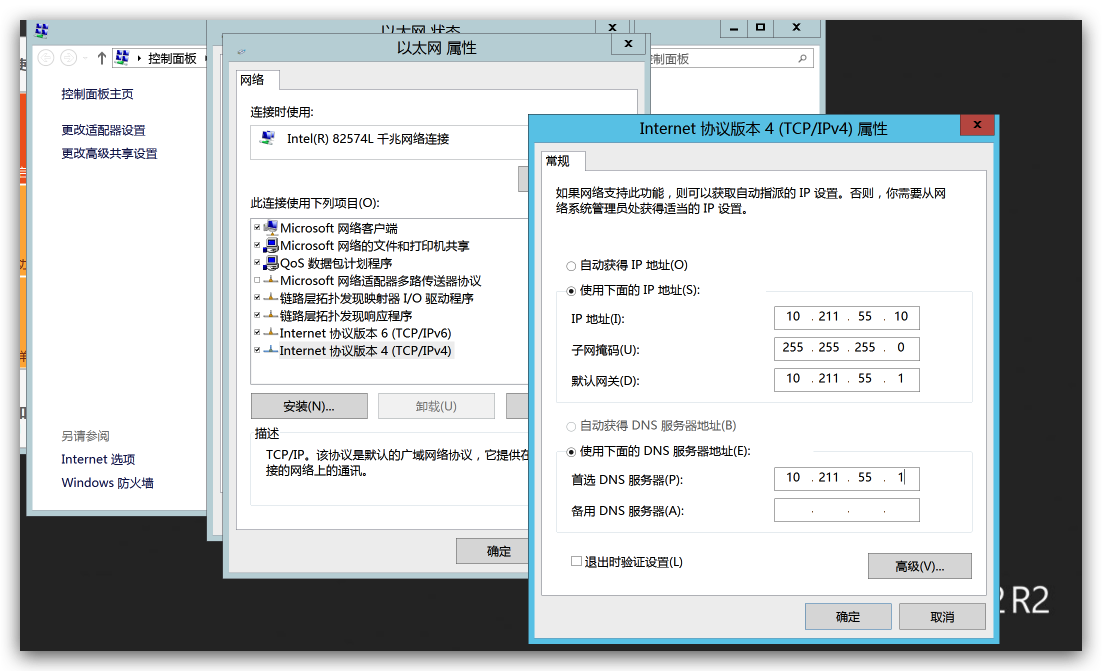 以太网 状态
x
x
控制面板
控制面板
控制面板主页
更改适配器设置
更改高级共享设置
另请参阅
Internet 选项
Windows 防火墙
以太网 属性
x
网络
连接时使用:
Intel(R) 82574L 千兆网络连接
此连接使用下列项目(O):
Microsoft 网络客户端
Microsoft 网络的文件和打印机共享
QoS 数据包计划程序
Microsoft 网络适配器多路传送器协议
链路层拓扑发现映射器 I/O 驱动程序
链路层拓扑发现响应程序
Internet 协议版本 6 (TCP/IPv6)
Internet 协议版本 4 (TCP/IPv4)
安装(N)...
卸载(U)
描述
TCP/IP。该协议是默认的广域网络协议，它提供在
接的网络上的通讯。
确定
Internet 协议版本 4 (TCP/IPv4) 属性
x
常规
如果网络支持此功能，则可以获取自动指派的 IP 设置。否则，你需要从网
络系统管理员处获得适当的 IP 设置。
自动获得 IP 地址(O)
使用下面的 IP 地址(S):
IP 地址(I): 10 . 211 . 55 . 10
子网掩码(U): 255 . 255 . 255 . 0
默认网关(D): 10 . 211 . 55 . 1
自动获得 DNS 服务器地址(B)
使用下面的 DNS 服务器地址(E):
首选 DNS 服务器(P): 10 . 211 . 55 . 1
备用 DNS 服务器(A): . . .
退出时验证设置(L)
高级(V)...
确定
取消
R2